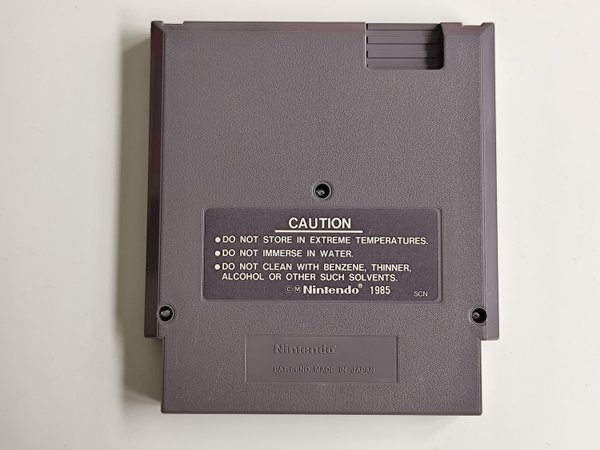 CAUTION
●DO NOT STORE IN EXTREME TEMPERATURES.
●DO NOT IMMERSE IN WATER.
●DO NOT CLEAN WITH BENZENE, THINNER,
ALCOHOL OR OTHER SUCH SOLVENTS.
©Ⓜ Nintendo® 1985
SCN
Nintendo®
PAT. PEND. MADE IN JAPAN